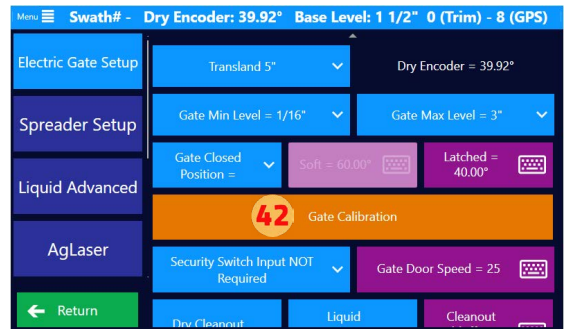 Menu Swath# - Dry Encoder: 39.92° Base Level: 1 1/2" 0 (Trim) - 8 (GPS)
Electric Gate Setup
Transland 5"
Dry Encoder = 39.92°
Spreader Setup
Gate Min Level = 1/16"
Gate Max Level = 3"
Gate Closed
Position =
Soft = 60.00°
Latched =
40.00°
Liquid Advanced
42 Gate Calibration
AgLaser
Security Switch Input NOT
Required
Gate Door Speed = 25
Return
Dry Cleanout
Liquid
Cleanout